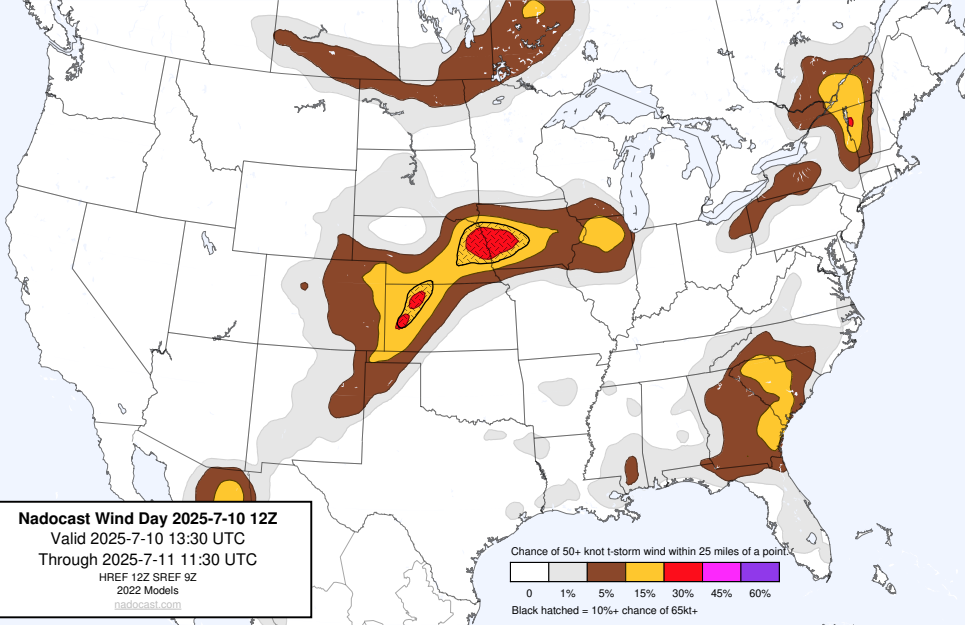 Nadocast Wind Day 2025-7-10 12Z
Valid 2025-7-10 13:30 UTC
Through 2025-7-11 11:30 UTC
HREF 12Z SREF 9Z
2022 Models
nadocast.com
Chance of 50+ knot t-storm wind within 25 miles of a point.
0 1% 5% 15% 30% 45% 60%
Black hatched = 10%+ chance of 65kt+